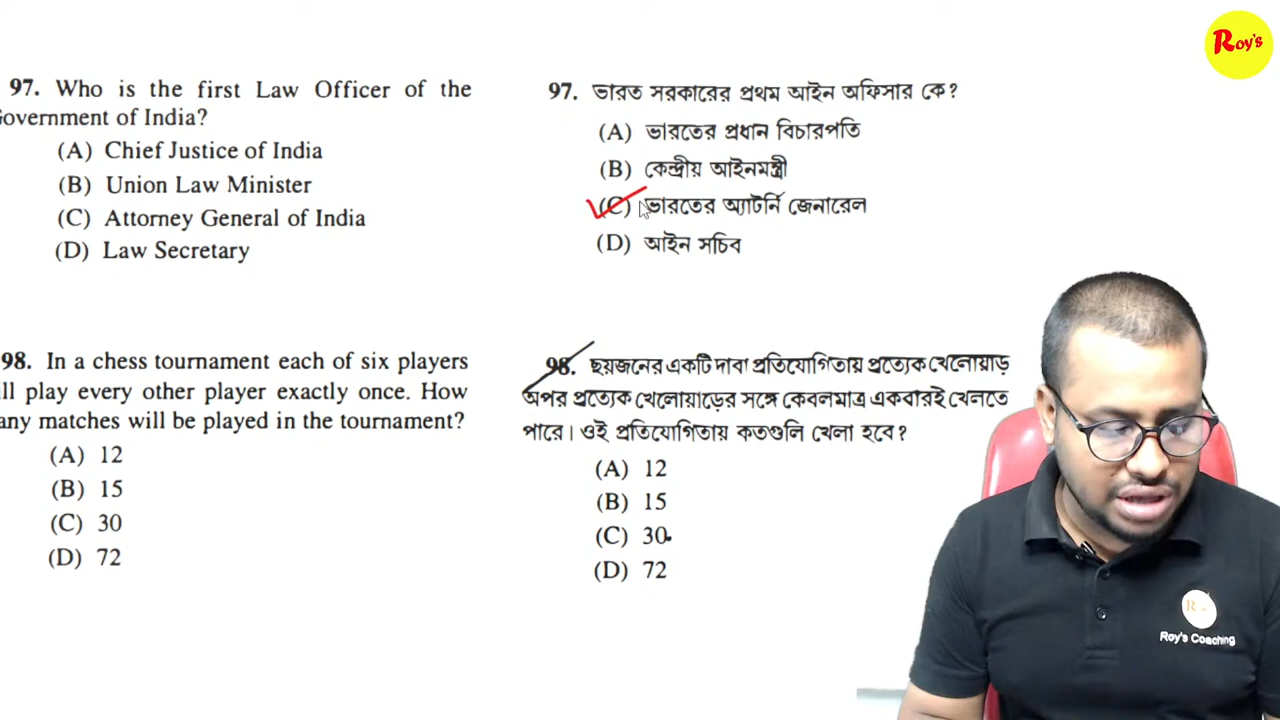 Roy's
97. Who is the first Law Officer of the
Government of India?
(A) Chief Justice of India
(B) Union Law Minister
(C) Attorney General of India
(D) Law Secretary
97. ভারত সরকারের প্রথম আইন অফিসার কে?
(A) ভারতের প্রধান বিচারপতি
(B) কেন্দ্রীয় আইনমন্ত্রী
(C) ভারতের অ্যাটর্নি জেনারেল
(D) আইন সচিব
98. In a chess tournament each of six players
ll play every other player exactly once. How
any matches will be played in the tournament?
(A) 12
(B) 15
(C) 30
(D) 72
98. ছয়জনের একটি দাবা প্রতিযোগিতায় প্রত্যেক খেলোয়াড়
অপর প্রত্যেক খেলোয়াড়ের সঙ্গে কেবলমাত্র একবারই খেলতে
পারে। ওই প্রতিযোগিতায় কতগুলি খেলা হবে?
(A) 12
(B) 15
(C) 30
(D) 72
Roy's Coaching